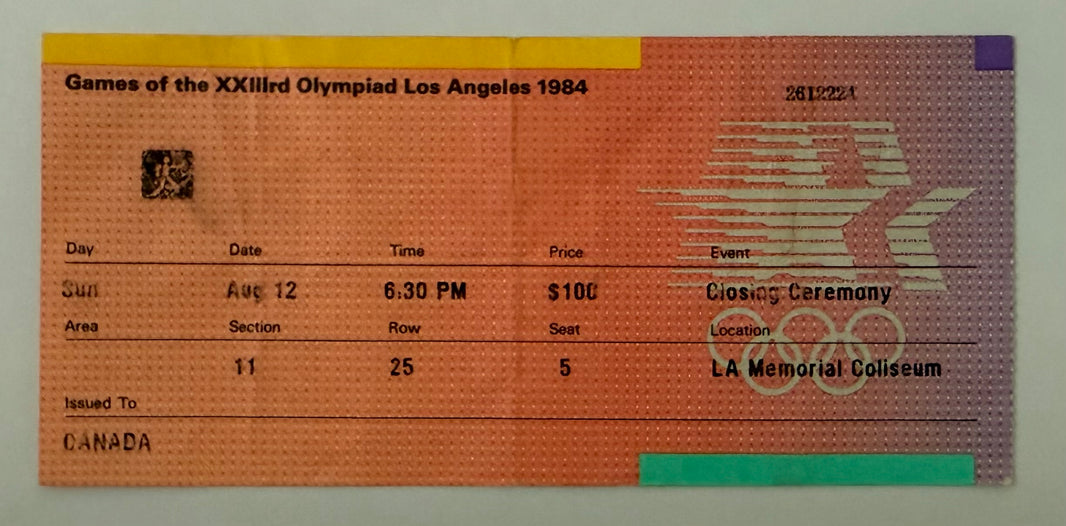 Games of the XXIIIrd Olympiad Los Angeles 1984
2612224
Day Date Time Price Event
Sun Aug 12 6:30 PM $100 Closing Ceremony
Area Section Row Seat Location
11 25 5 LA Memorial Coliseum
Issued To
CANADA